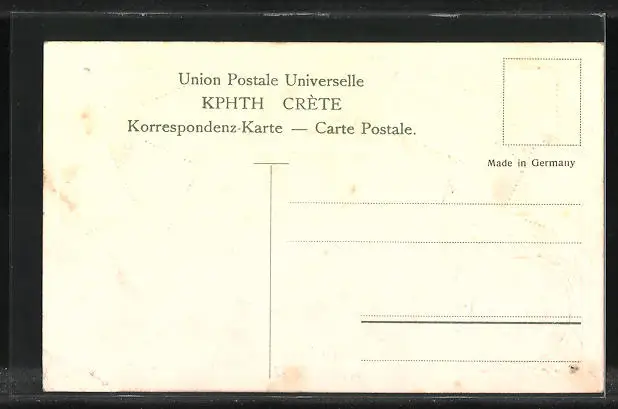 Union Postale Universelle
ΚΡΗΤΗ CRÈTE
Korrespondenz-Karte — Carte Postale.
Made in Germany